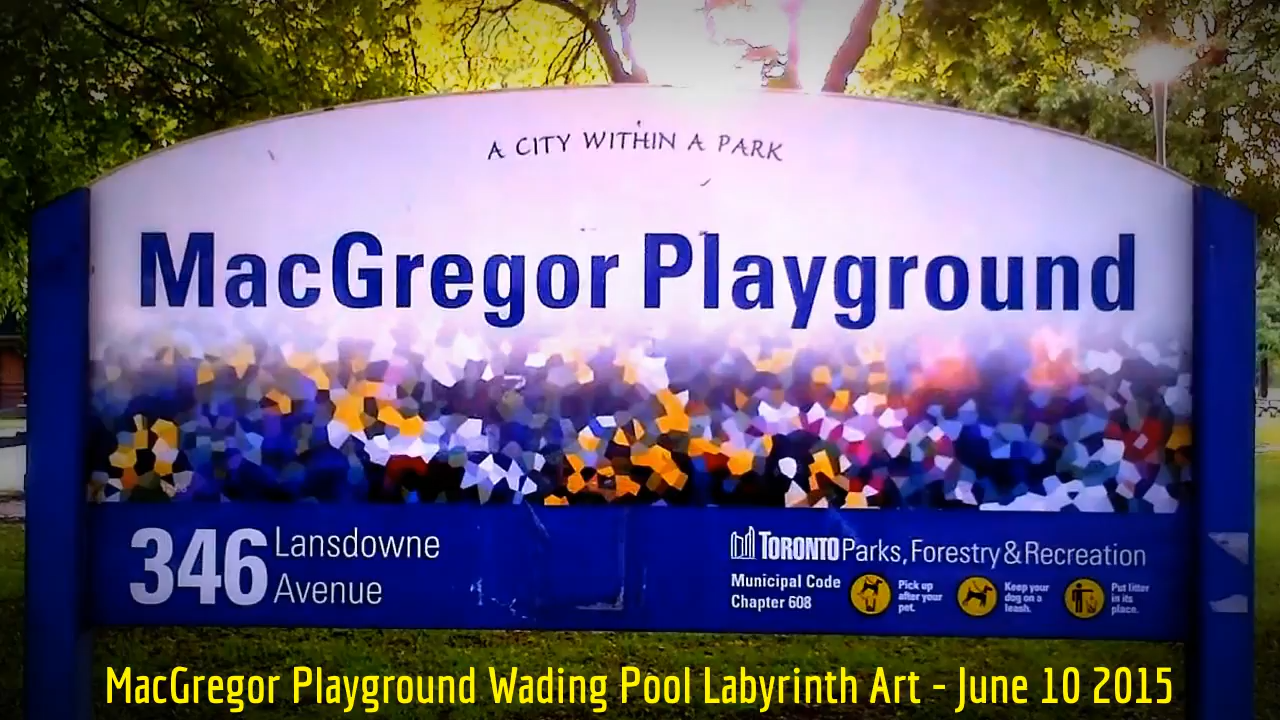 A CITY WITHIN A PARK
MacGregor Playground
346 Lansdowne
Avenue
TORONTO Parks, Forestry & Recreation
Municipal Code
Chapter 608
Pick up
after your
pet.
Keep your
dog on a
leash.
Put litter
in its
place.
MacGregor Playground Wading Pool Labyrinth Art - June 10 2015